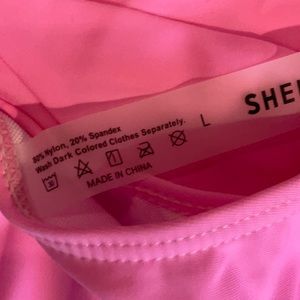 SHE
L
80% Nylon, 20% Spandex
Wash Dark Colored Clothes Separately.
MADE IN CHINA